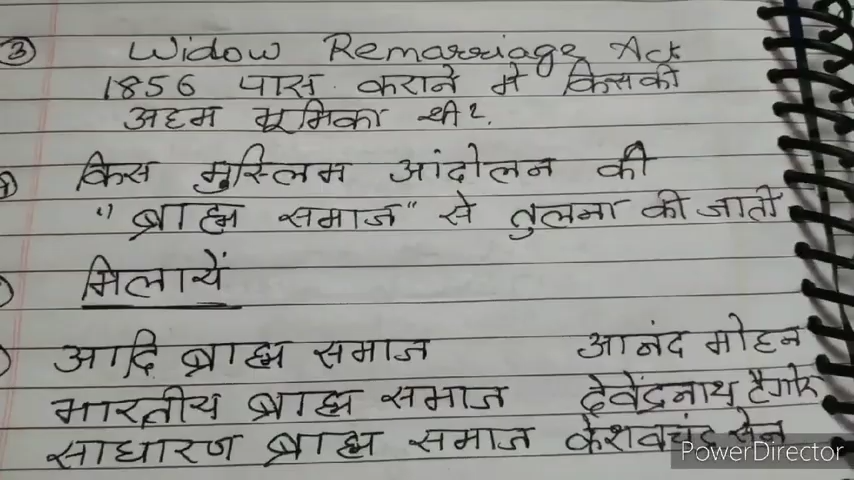 3 Widow Remarriage Act
1856 पास कराने मे किसकी
अहम भूमिका थी?
किस मुस्लिम आंदोलन की
"ब्राह्म समाज" से तुलना की जाती
मिलायें
आदि ब्राह्म समाज आनंद मोहन
भारतीय ब्राह्म समाज देवेंद्रनाथ टैगोर
साधारण ब्राह्म समाज केशवचंद्र सेन
PowerDirector